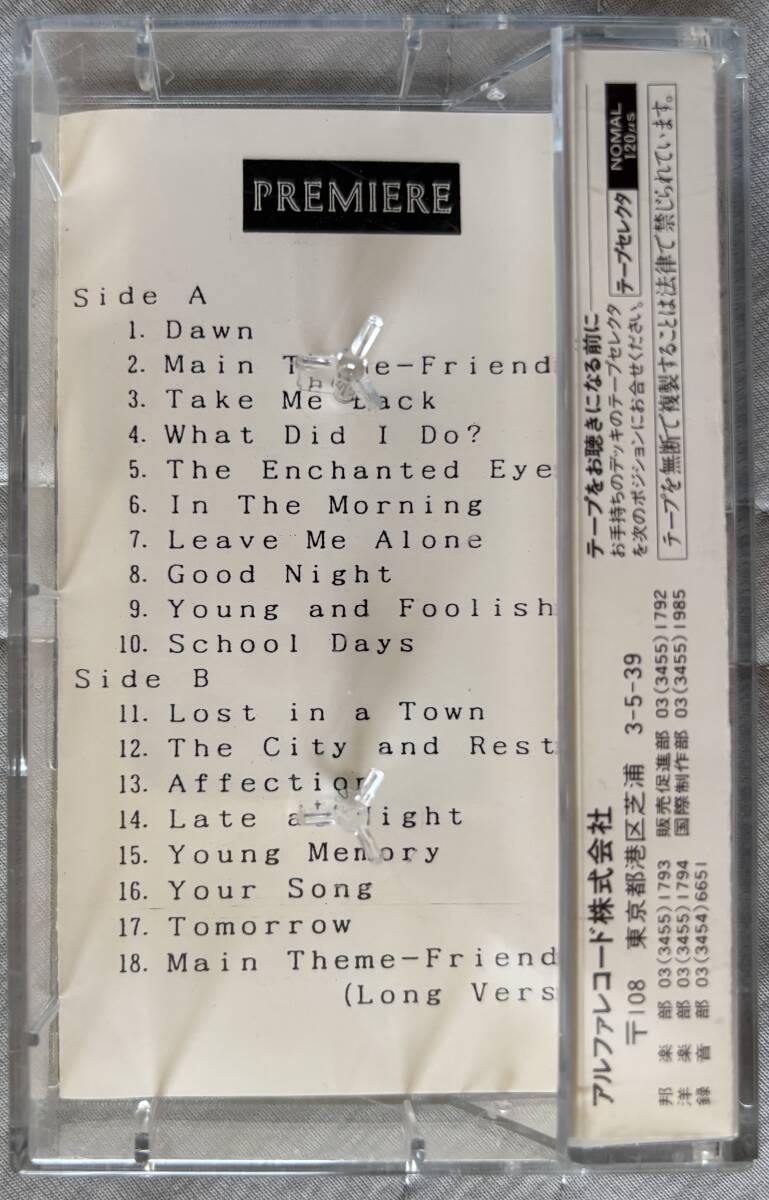 PREMIERE
Side A
1. Dawn
2. Main The-Friend
3. Take Me Back
4. What Did I Do?
5. The Enchanted Eye
6. In The Morning
7. Leave Me Alone
8. Good Night
9. Young and Foolish
10. School Days
Side B
11. Lost in a Town
12. The City and Rest
13. Affection
14. Late at Night
15. Young Memory
16. Your Song
17. Tomorrow
18. Main Theme-Friend
(Long Vers
テープをお聴きになる前に
お手持ちのデッキのテープセレクタ
を次のポジションにお合せください。
テープセレクタ
NOMAL
120μs
テープを無断で複製することは法律で禁じられています。
アルファレコード株式会社
〒108 東京都港区芝浦 3-5-39
邦楽部 03(3455)1793 販売促進部 03(3455)1792
洋楽部 03(3455)1794 国際制作部 03(3455)1985
録音部 03(3454)6651